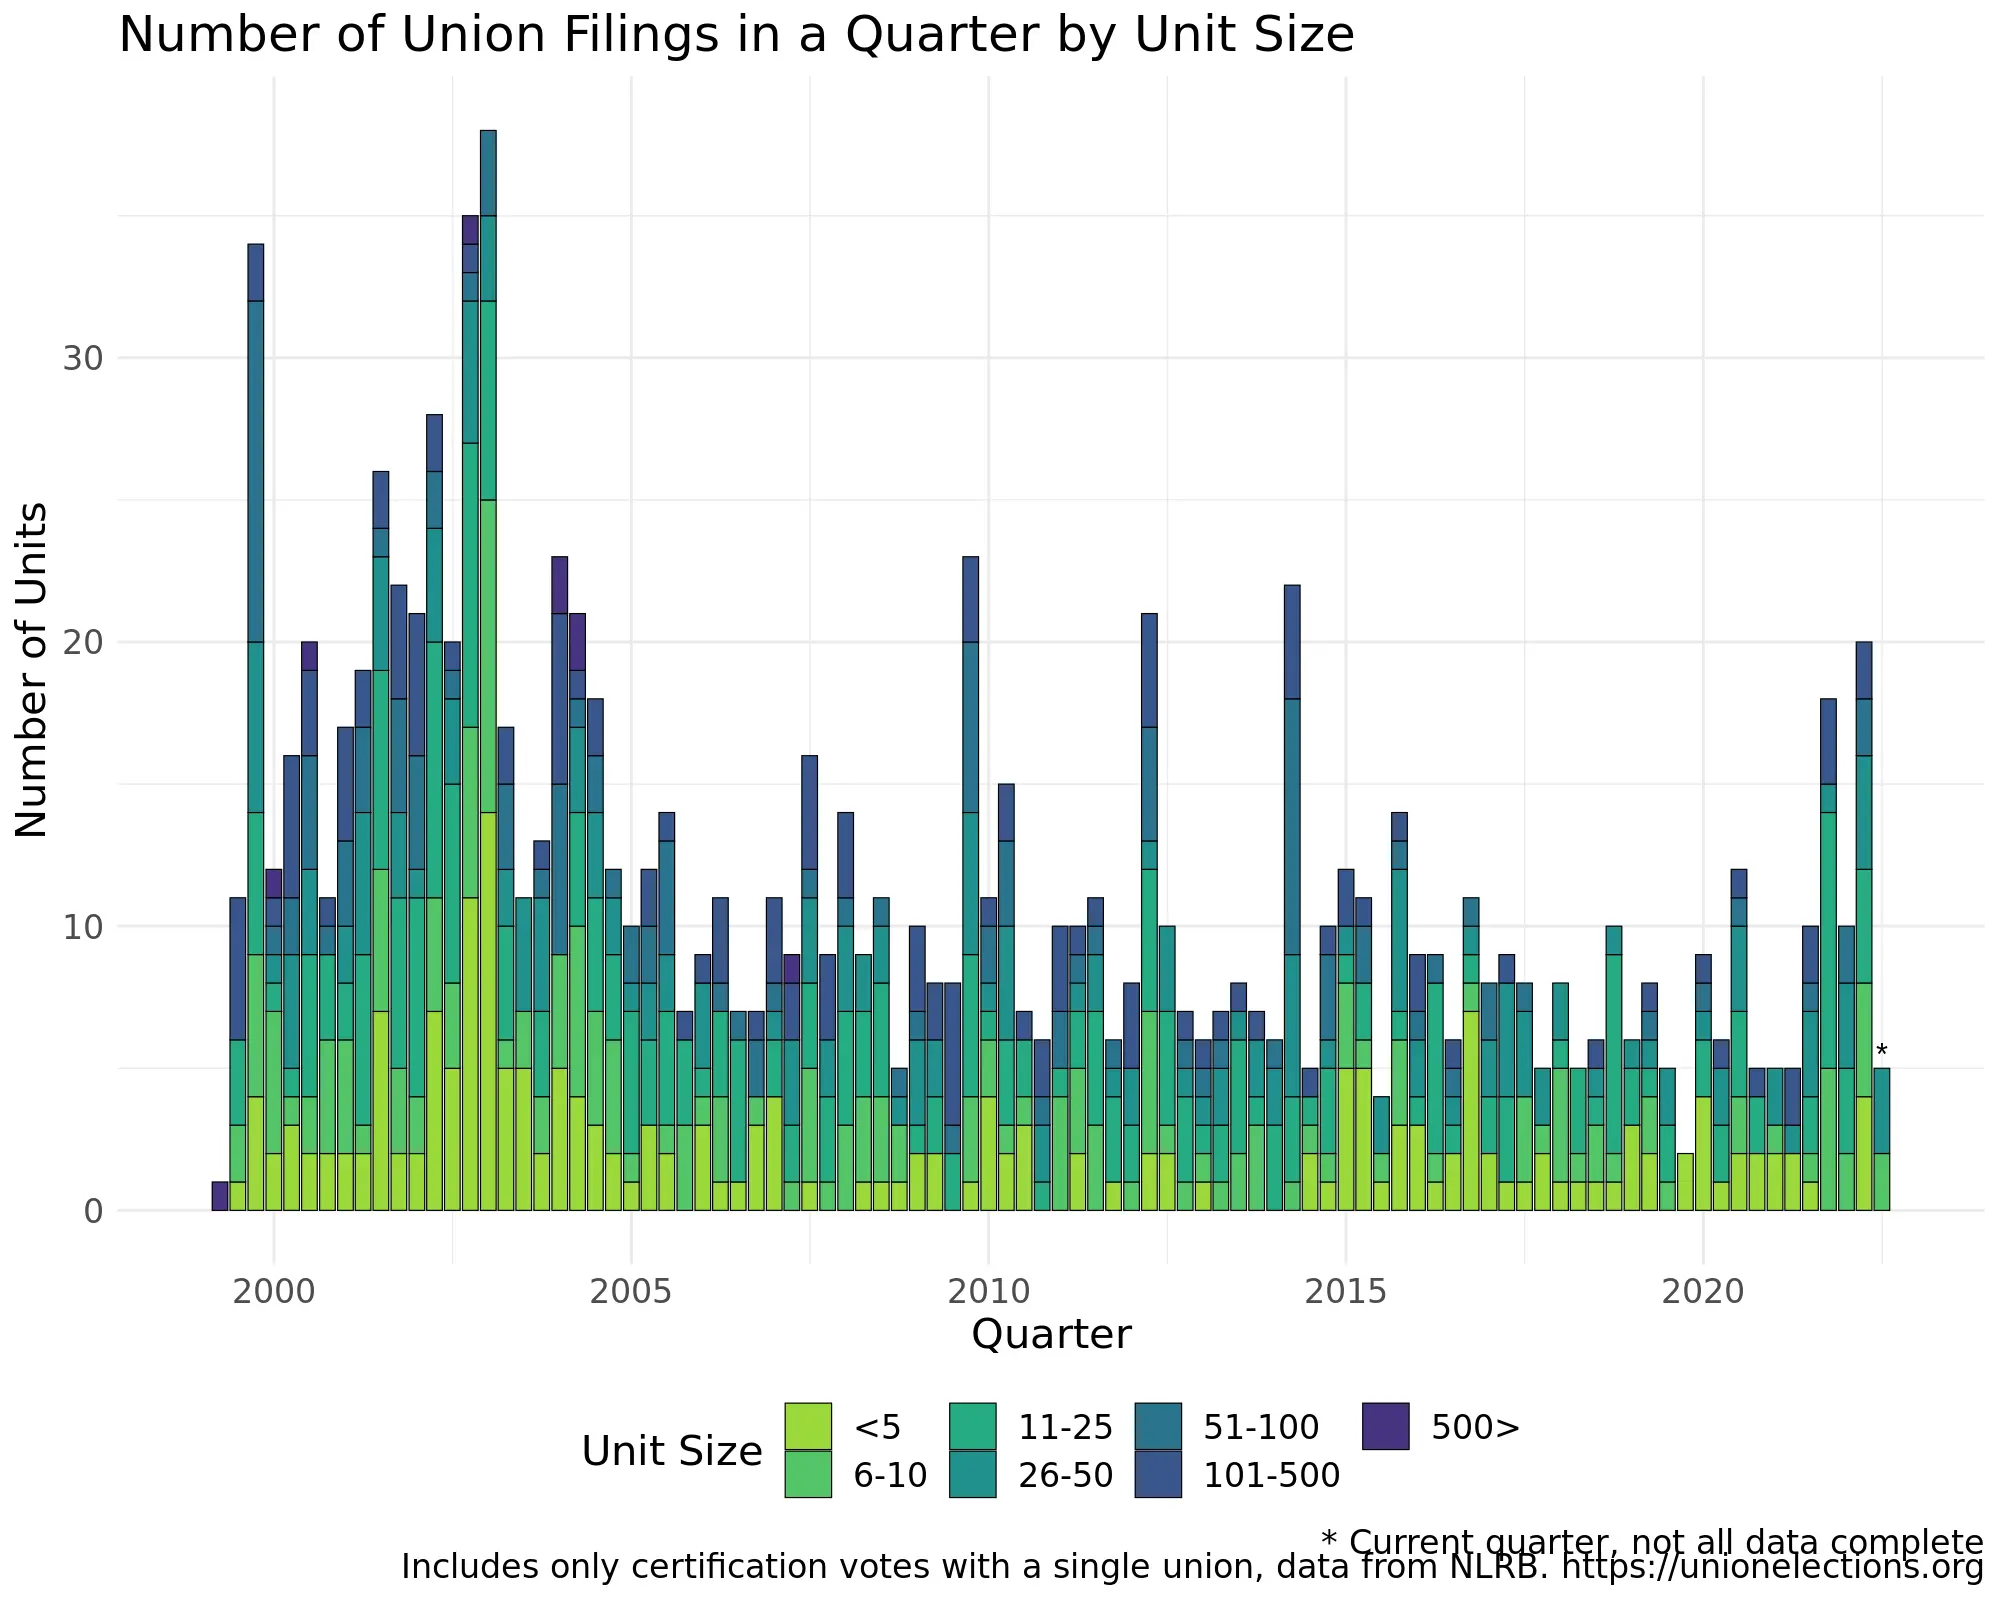 Number of Union Filings in a Quarter by Unit Size
Number of Units
30
20
10
0
*
2000 2005 2010 2015 2020
Quarter
Unit Size
<5 11-25 51-100 500>
6-10 26-50 101-500
* Current quarter, not all data complete
Includes only certification votes with a single union, data from NLRB. https://unionelections.org